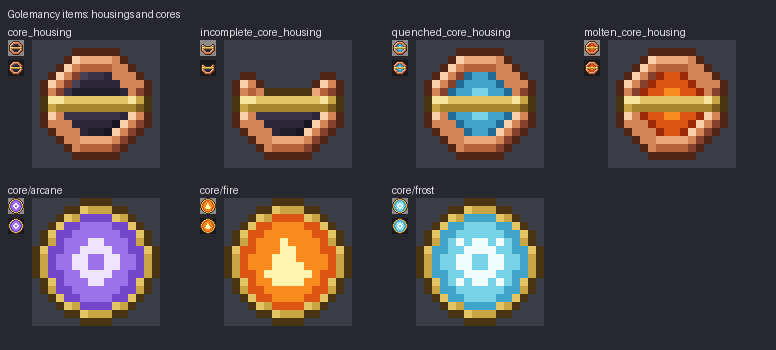 Golemancy items: housings and cores
core_housing
incomplete_core_housing
quenched_core_housing
molten_core_housing
core/arcane
core/fire
core/frost